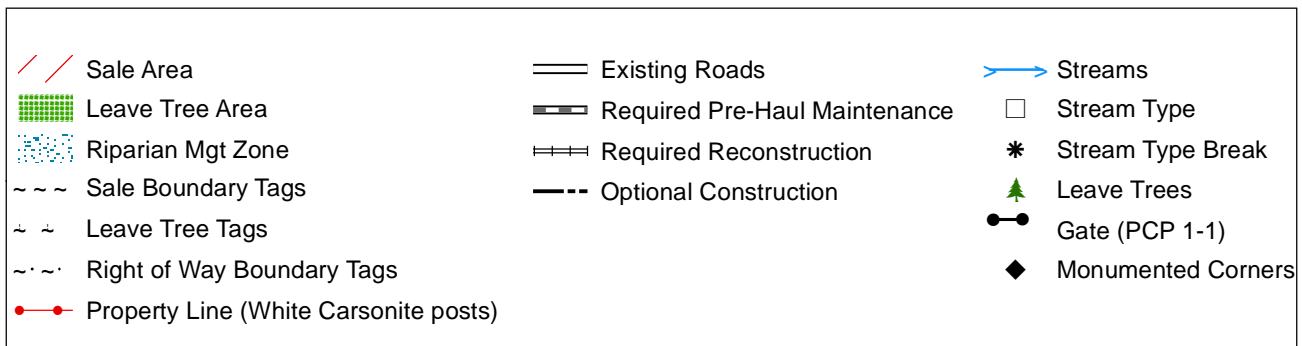 Sale Area
Leave Tree Area
Riparian Mgt Zone
Sale Boundary Tags
Leave Tree Tags
Right of Way Boundary Tags
Property Line (White Carsonite posts)
Existing Roads
Required Pre-Haul Maintenance
Required Reconstruction
Optional Construction
Streams
Stream Type
Stream Type Break
Leave Trees
Gate (PCP 1-1)
Monumented Corners